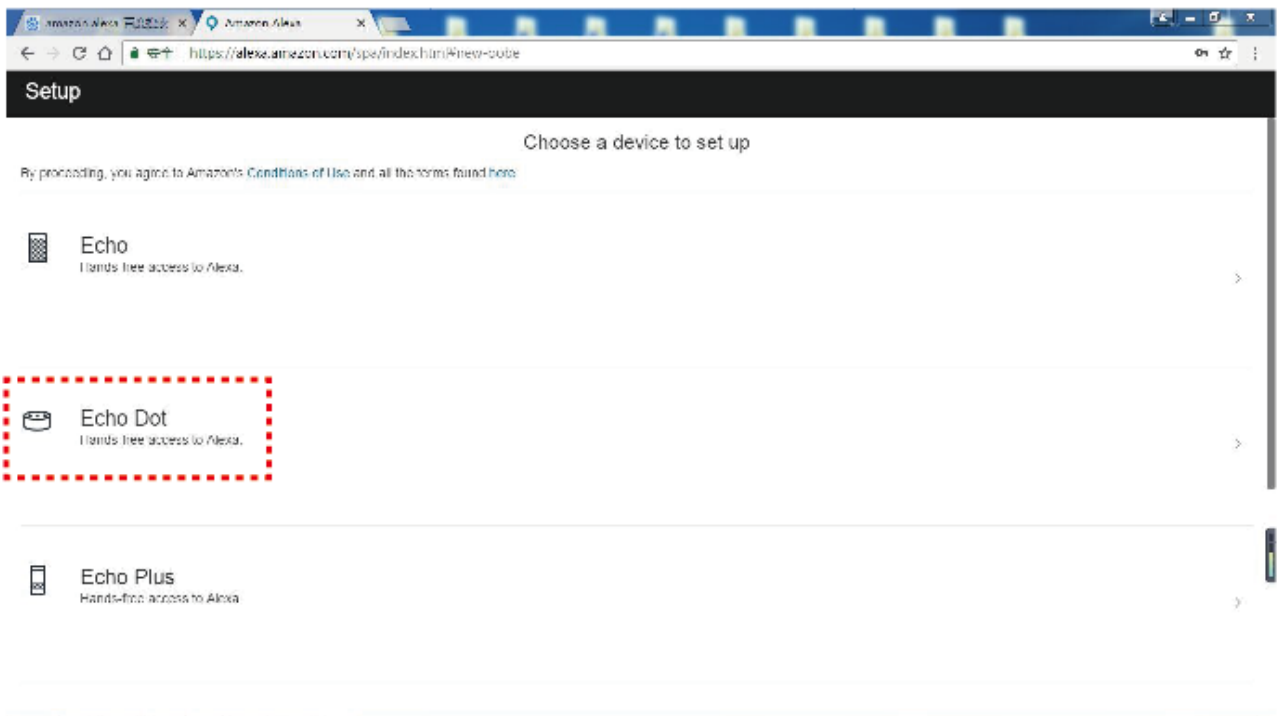 amazon alexa
Amazon Alexa
https://alexa.amazon.com/spa/index.html#new-oobe
Setup
Choose a device to set up
By proceeding, you agree to Amazon's Conditions of Use and all the terms found here
Echo
Hands-free access to Alexa.
Echo Dot
Hands-free access to Alexa.
Echo Plus
Hands-free access to Alexa